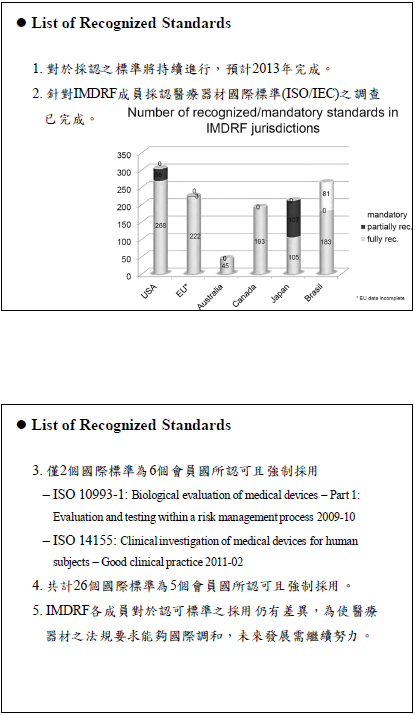 ● List of Recognized Standards
1. 對於採認之標準將持續進行，預計2013年完成。
2. 針對IMDRF成員採認醫療器材國際標準(ISO/IEC)之調查
已完成。
Number of recognized/mandatory standards in
IMDRF jurisdictions
350
300
250
200
150
100
50
0
0
268
0
3
222
0
45
0
193
0
105
81
0
183
USA
EU*
Australia
Canada
Japan
Brasil
mandatory
partially rec.
fully rec.
* EU data incomplete
● List of Recognized Standards
3. 僅2個國際標準為6個會員國所認可且強制採用
– ISO 10993-1: Biological evaluation of medical devices – Part 1:
Evaluation and testing within a risk management process 2009-10
– ISO 14155: Clinical investigation of medical devices for human
subjects – Good clinical practice 2011-02
4. 共計26個國際標準為5個會員國所認可且強制採用。
5. IMDRF各成員對於認可標準之採用仍有差異，為使醫療
器材之法規要求能夠國際調和，未來發展需繼續努力。